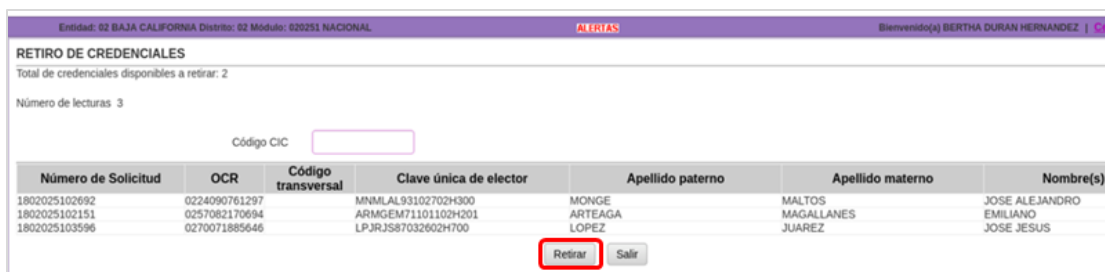 Entidad: 02 BAJA CALIFORNIA Distrito: 02 Módulo: 020251 NACIONAL ALERTAS Bienvenido(a) BERTHA DURAN HERNANDEZ |
RETIRO DE CREDENCIALES
Total de credenciales disponibles a retirar: 2
Número de lecturas 3
Código CIC
Número de Solicitud OCR Código transversal Clave única de elector Apellido paterno Apellido materno Nombre(s)
1802025102692 0224090761297 MNMLAL93102702H300 MONGE MALTOS JOSE ALEJANDRO
1802025102151 0257082170694 ARMGEM71101102H201 ARTEAGA MAGALLANES EMILIANO
1802025103596 0270071885646 LPJRJS87032602H700 LOPEZ JUAREZ JOSE JESUS
Retirar Salir